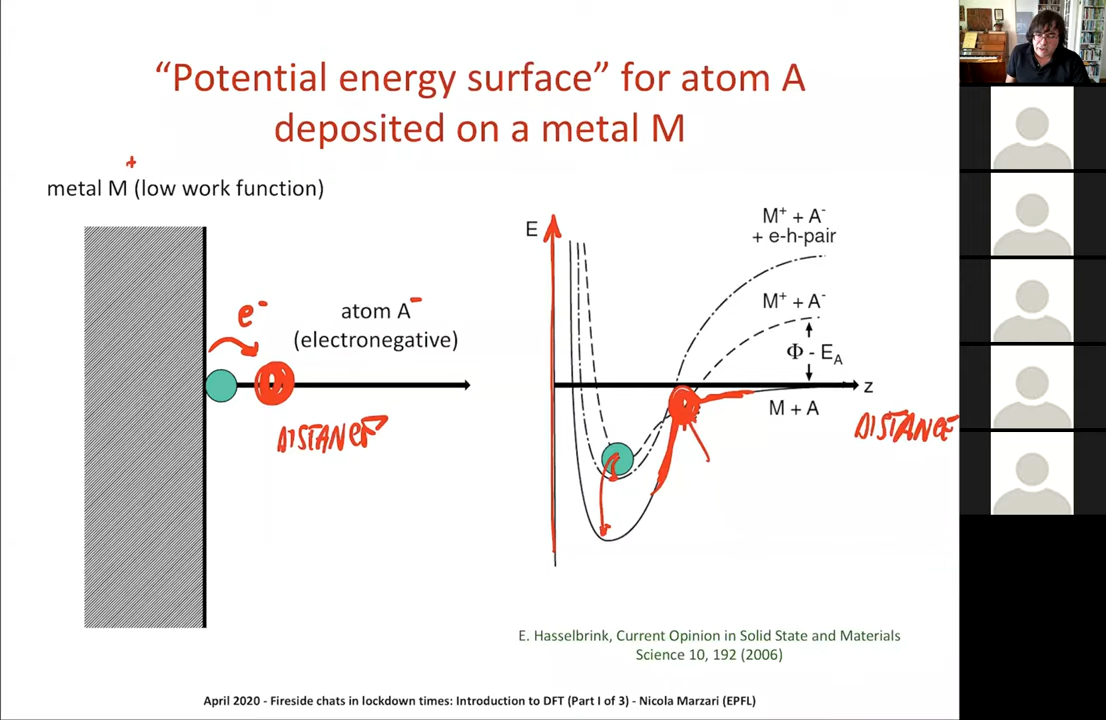 “Potential energy surface” for atom A
deposited on a metal M
+
metal M (low work function)
e-
atom A-
(electronegative)
DISTANCE
E
M+ + A-
+ e-h-pair
M+ + A-
Φ - EA
z
M + A
DISTANCE
E. Hasselbrink, Current Opinion in Solid State and Materials
Science 10, 192 (2006)
April 2020 - Fireside chats in lockdown times: Introduction to DFT (Part I of 3) - Nicola Marzari (EPFL)